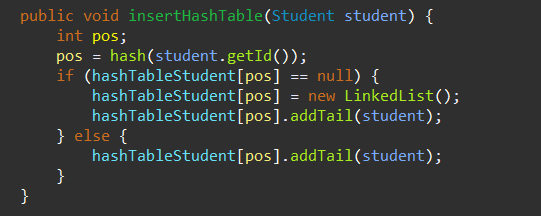 public void insertHashTable(Student student) {
    int pos;
    pos = hash(student.getId());
    if (hashTableStudent[pos] == null) {
        hashTableStudent[pos] = new LinkedList();
        hashTableStudent[pos].addTail(student);
    } else {
        hashTableStudent[pos].addTail(student);
    }
}